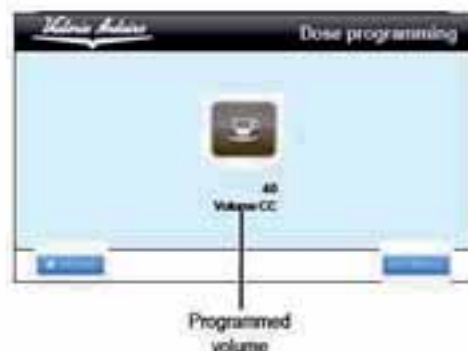 Victoria Arduino
Dose programming
40
Volume CC
Programmed
volume